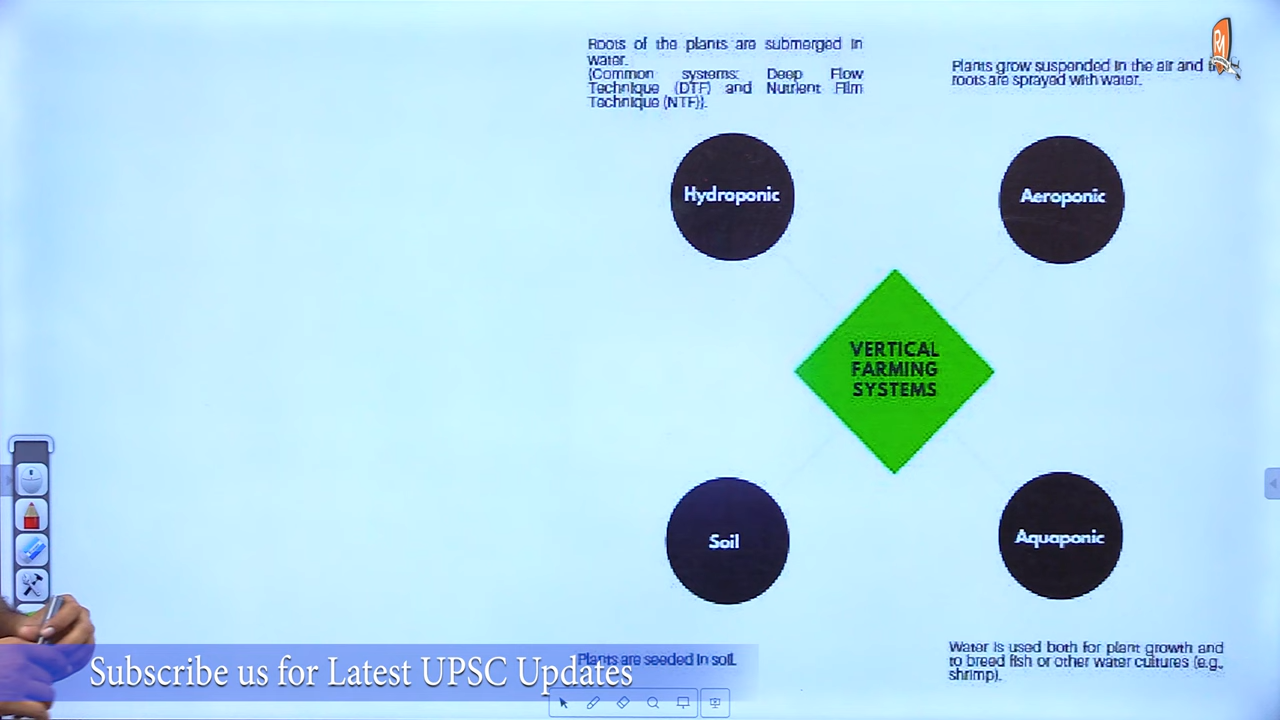 Roots of the plants are submerged in
water.
(Common systems: Deep Flow
Technique (DTF) and Nutrient Film
Technique (NTF)).
Plants grow suspended in the air and
roots are sprayed with water.
Hydroponic
Aeroponic
VERTICAL
FARMING
SYSTEMS
Soil
Aquaponic
Plants are seeded in soil.
Water is used both for plant growth and
to breed fish or other water cultures (e.g.,
shrimp).
Subscribe us for Latest UPSC Updates